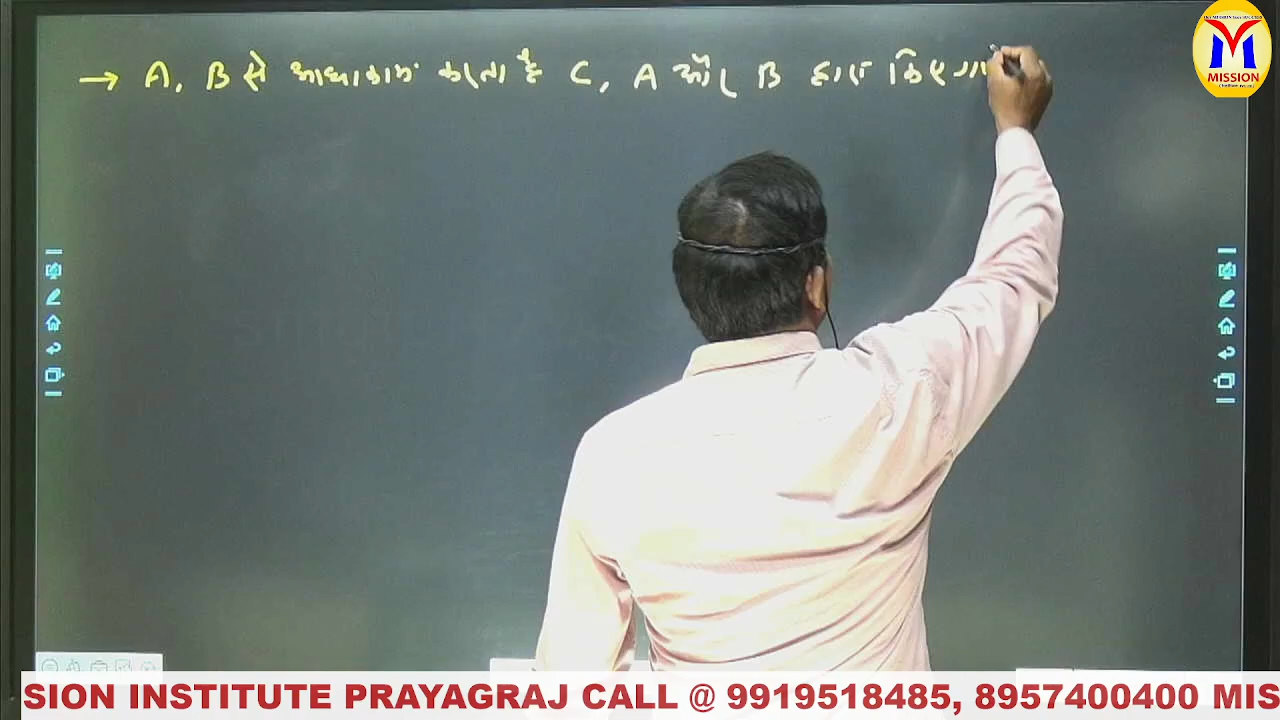 → A, B से आधा काम करता है C, A और B द्वारा किए गए
MISSION
SION INSTITUTE PRAYAGRAJ CALL @ 9919518485, 8957400400 MIS